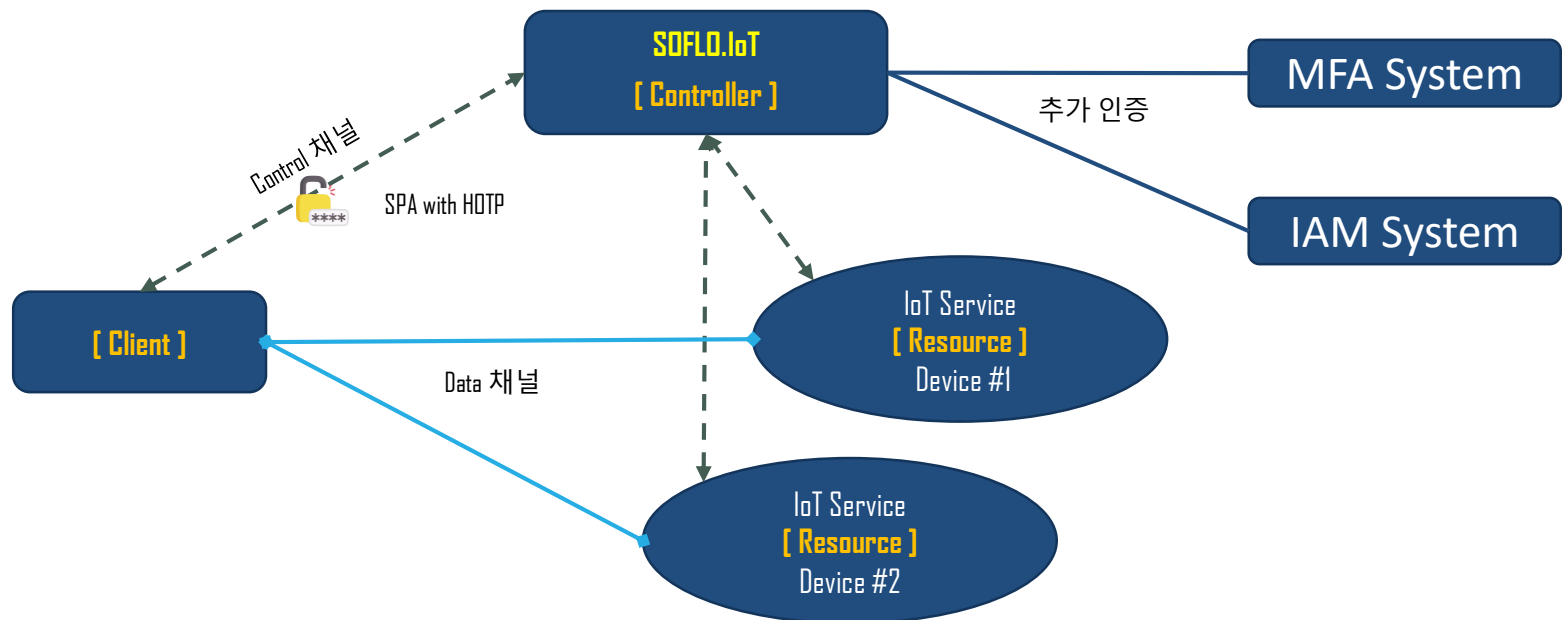 SOFLO.IoT
[ Controller ]
MFA System
추가 인증
IAM System
Control 채널
****
SPA with HOTP
[ Client ]
IoT Service
[ Resource ]
Device #1
Data 채널
IoT Service
[ Resource ]
Device #2